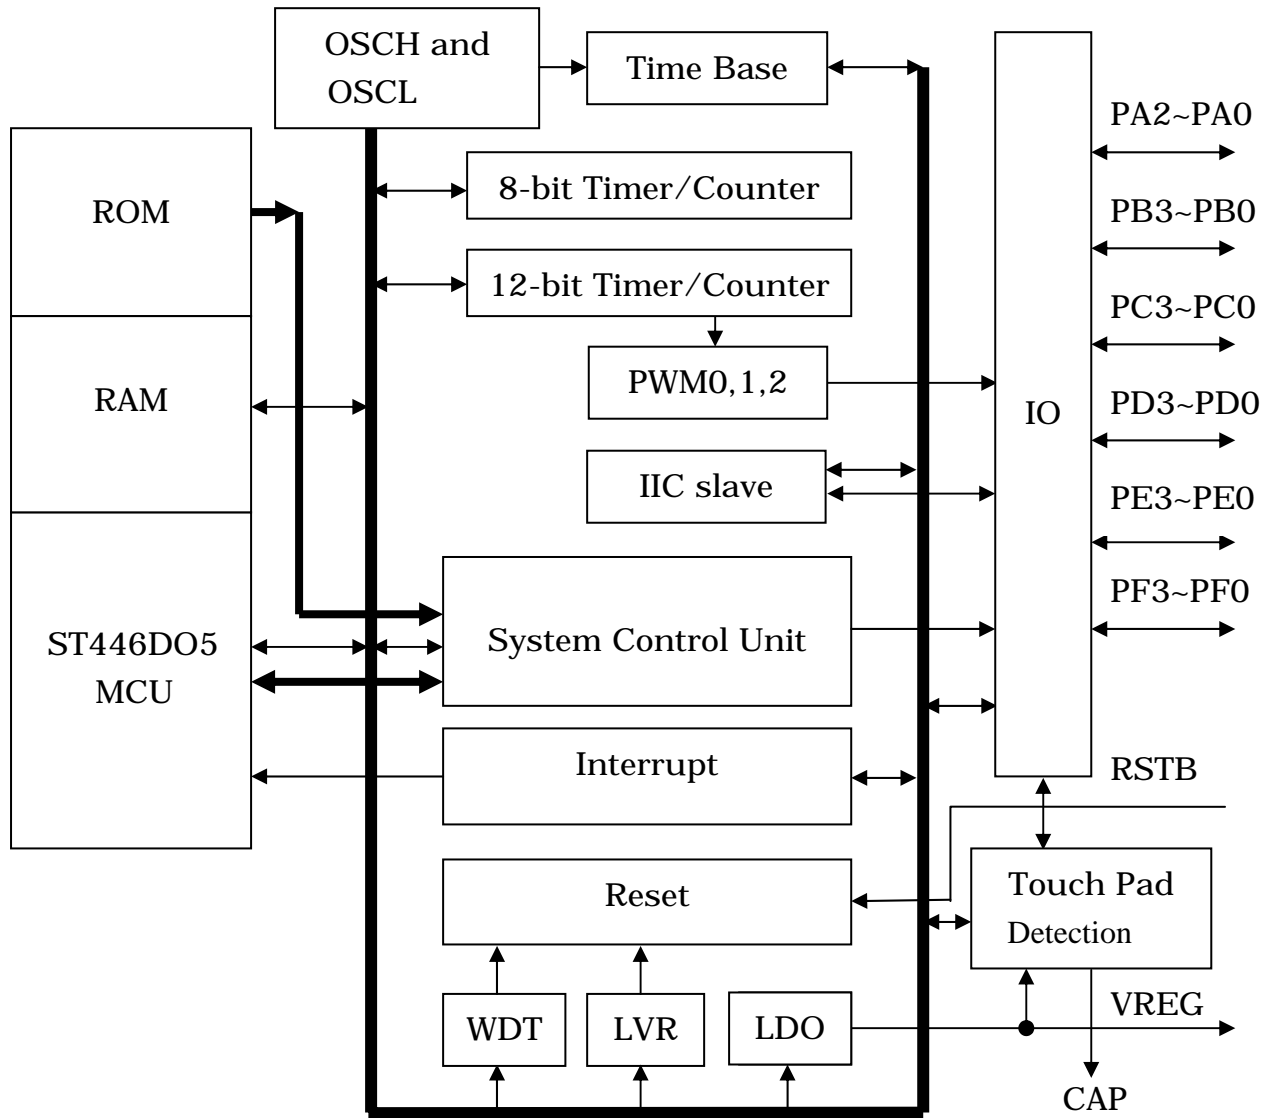 OSCH and
OSCL
Time Base
PA2~PA0
8-bit Timer/Counter
ROM
PB3~PB0
12-bit Timer/Counter
PC3~PC0
PWM0,1,2
RAM
IO
PD3~PD0
IIC slave
PE3~PE0
PF3~PF0
ST446DO5
MCU
System Control Unit
Interrupt
RSTB
Reset
Touch Pad
Detection
VREG
WDT
LVR
LDO
CAP